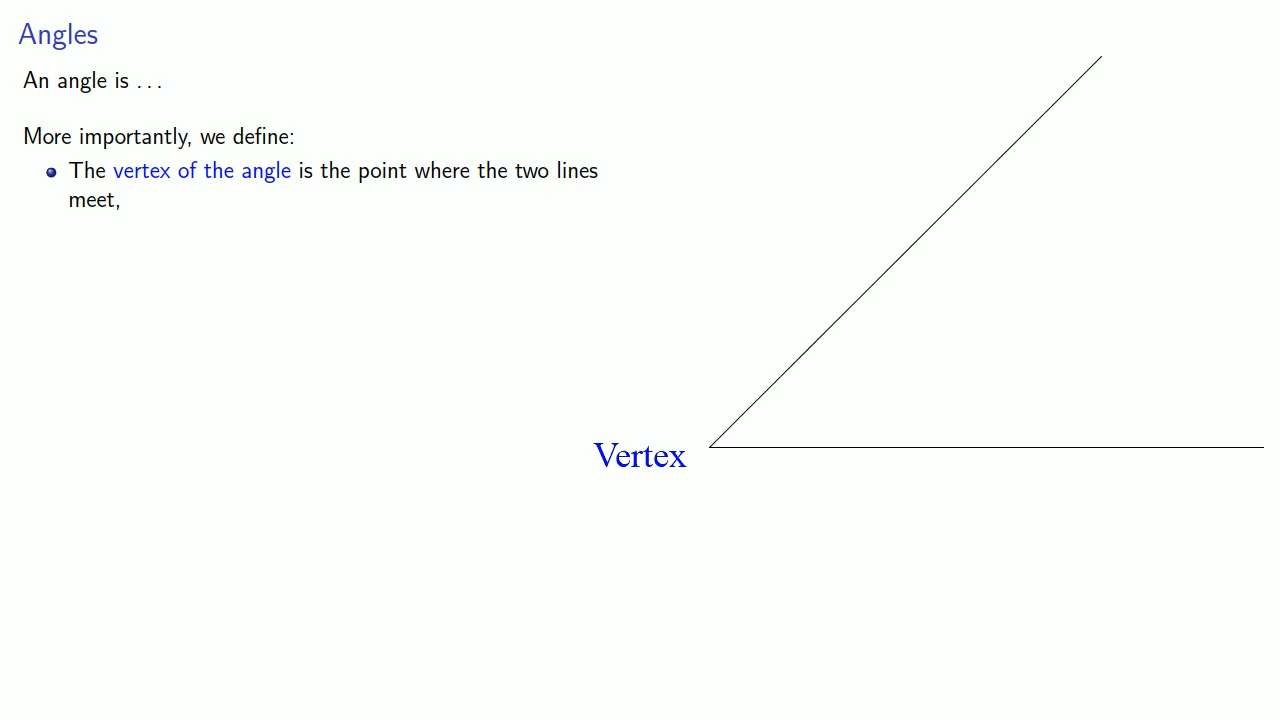 Angles
An angle is ...
More importantly, we define:
The vertex of the angle is the point where the two lines
meet,
Vertex